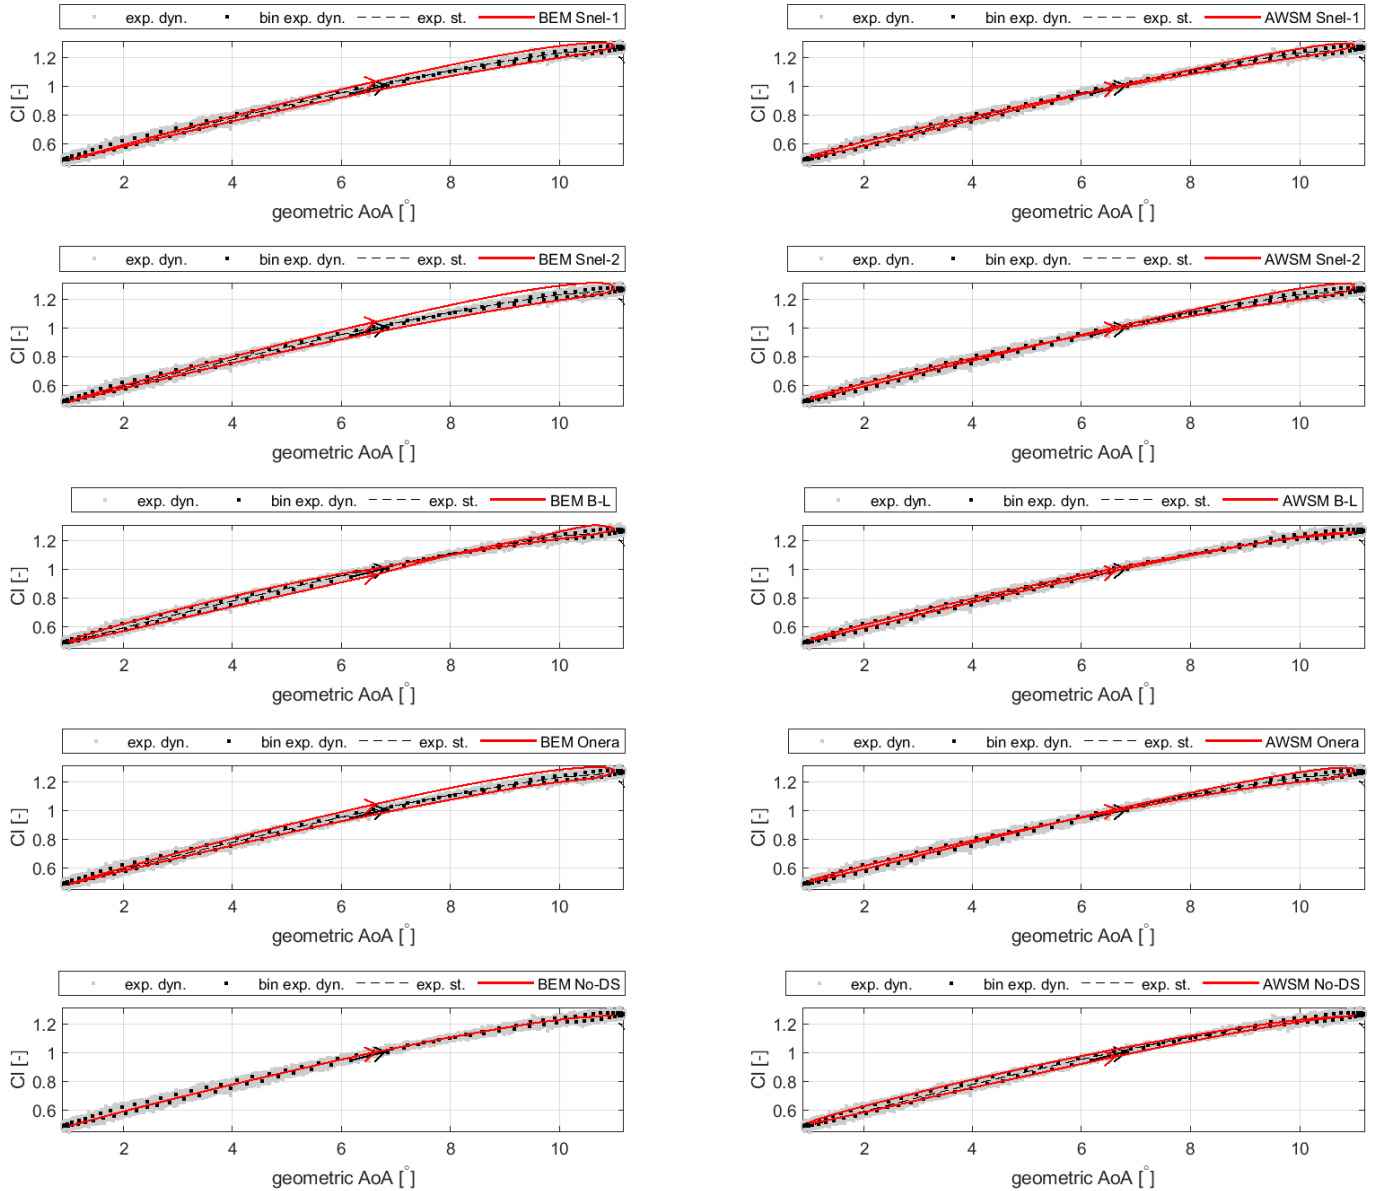 exp. dyn. bin exp. dyn. exp. st. BEM Snel-1
Cl [-]
1.2
1
0.8
0.6
2 4 6 8 10
geometric AoA [°]
exp. dyn. bin exp. dyn. exp. st. AWSM Snel-1
Cl [-]
1.2
1
0.8
0.6
2 4 6 8 10
geometric AoA [°]
exp. dyn. bin exp. dyn. exp. st. BEM Snel-2
Cl [-]
1.2
1
0.8
0.6
2 4 6 8 10
geometric AoA [°]
exp. dyn. bin exp. dyn. exp. st. AWSM Snel-2
Cl [-]
1.2
1
0.8
0.6
2 4 6 8 10
geometric AoA [°]
exp. dyn. bin exp. dyn. exp. st. BEM B-L
Cl [-]
1.2
1
0.8
0.6
2 4 6 8 10
geometric AoA [°]
exp. dyn. bin exp. dyn. exp. st. AWSM B-L
Cl [-]
1.2
1
0.8
0.6
2 4 6 8 10
geometric AoA [°]
exp. dyn. bin exp. dyn. exp. st. BEM Onera
Cl [-]
1.2
1
0.8
0.6
2 4 6 8 10
geometric AoA [°]
exp. dyn. bin exp. dyn. exp. st. AWSM Onera
Cl [-]
1.2
1
0.8
0.6
2 4 6 8 10
geometric AoA [°]
exp. dyn. bin exp. dyn. exp. st. BEM No-DS
Cl [-]
1.2
1
0.8
0.6
2 4 6 8 10
geometric AoA [°]
exp. dyn. bin exp. dyn. exp. st. AWSM No-DS
Cl [-]
1.2
1
0.8
0.6
2 4 6 8 10
geometric AoA [°]